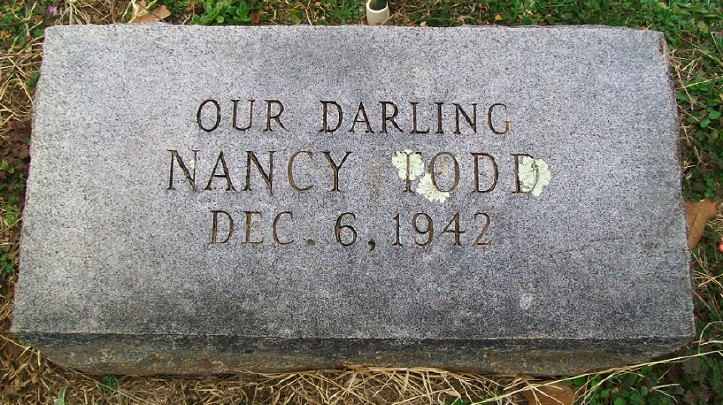 OUR DARLING
NANCY TODD
DEC. 6, 1942